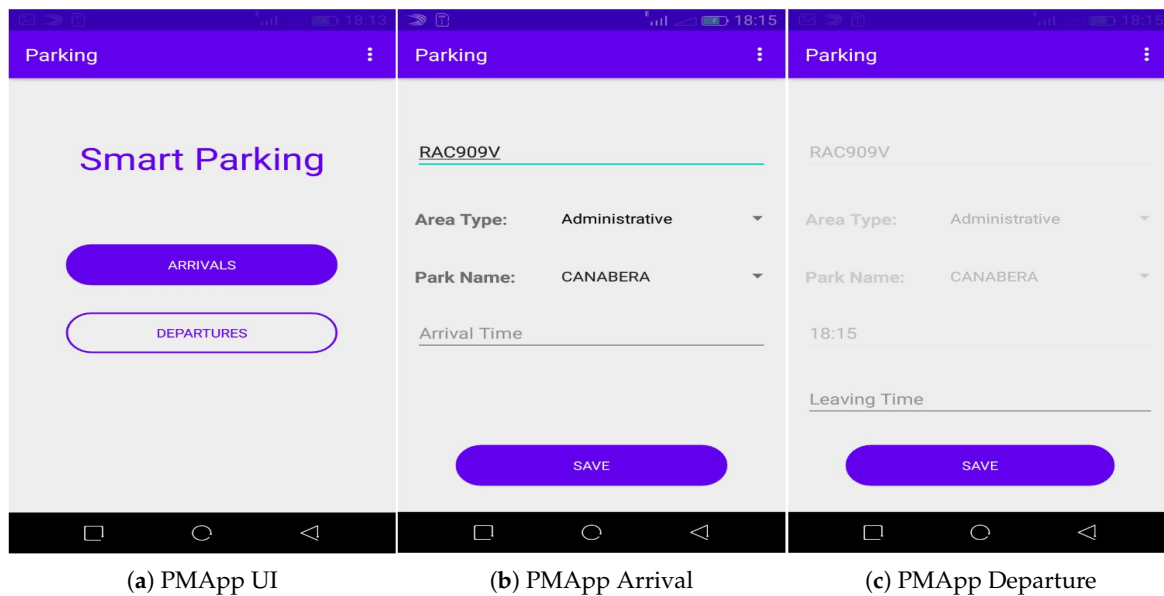 18:13
Parking
Smart Parking
ARRIVALS
DEPARTURES
(a) PMApp UI
E
18:15
Parking
RAC909V
Area Type: Administrative
Park Name: CANABERA
Arrival Time
SAVE
(b) PMApp Arrival
18:15
Parking
RAC909V
Area Type: Administrative
Park Name: CANABERA
18:15
Leaving Time
SAVE
(c) PMApp Departure